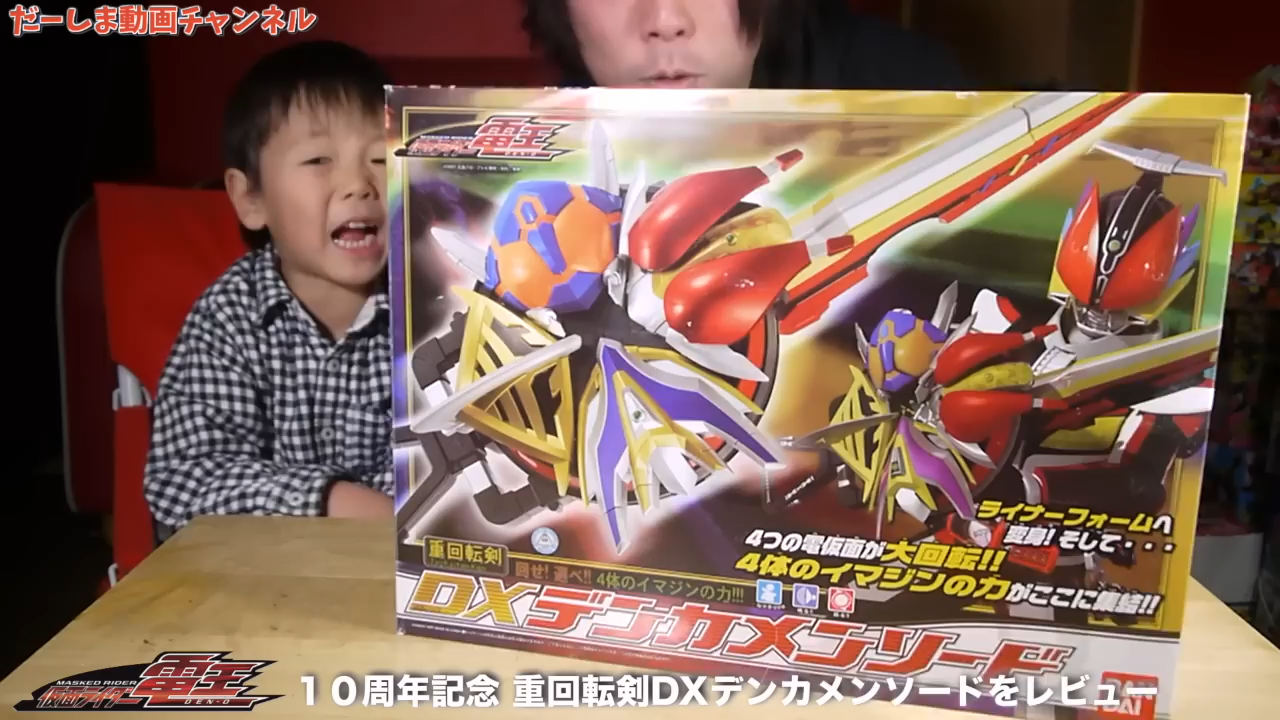 だーしま動画チャンネル
MASKED RIDER
仮面ライダー電王
DEN-O
ライナーフォームへ
変身! そして・・・
4つの電仮面が大回転!!
4体のイマジンの力がここに集結!!
重回転剣
回せ! 選べ!! 4体のイマジンの力!!!
DXデンカメンソード
BANDAI
MASKED RIDER
仮面ライダー電王
DEN-O
10周年記念 重回転剣DXデンカメンソードをレビュー